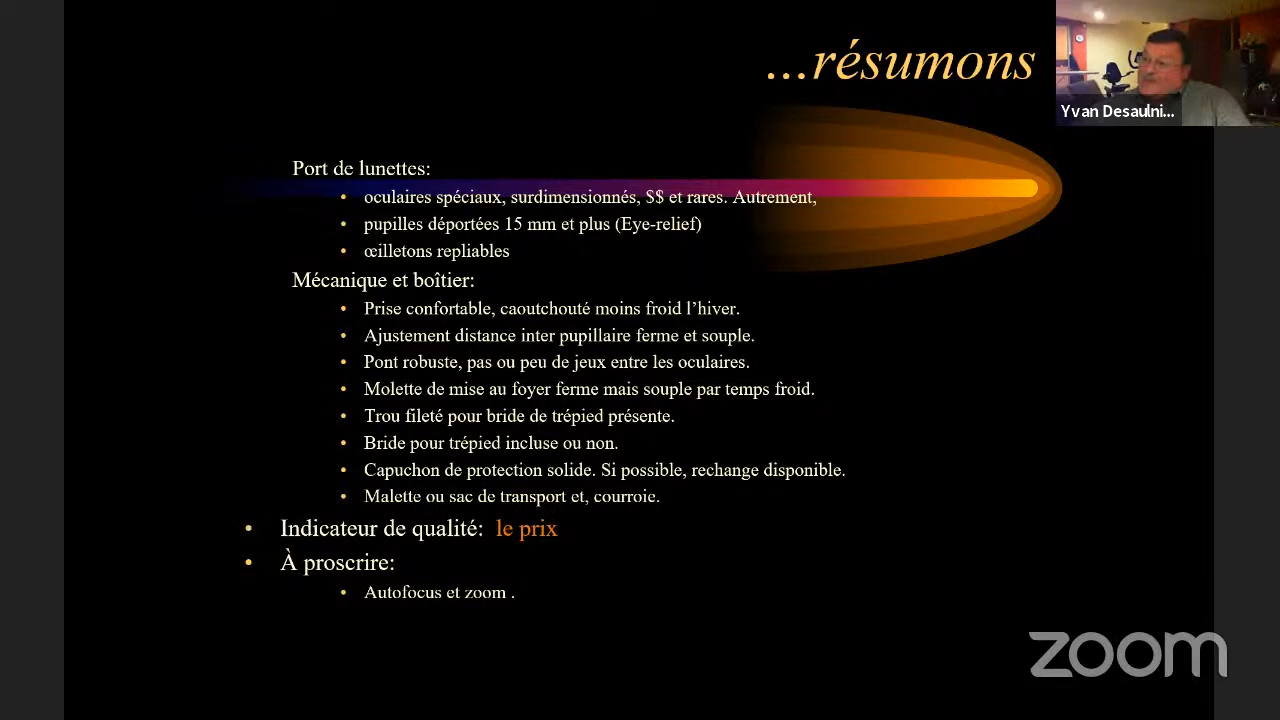 ...résumons
Yvan Desaulni...
Port de lunettes:
• oculaires spéciaux, surdimensionnés, $$ et rares. Autrement,
• pupilles déportées 15 mm et plus (Eye-relief)
• œilletons repliables
Mécanique et boîtier:
• Prise confortable, caoutchouté moins froid l’hiver.
• Ajustement distance inter pupillaire ferme et souple.
• Pont robuste, pas ou peu de jeux entre les oculaires.
• Molette de mise au foyer ferme mais souple par temps froid.
• Trou fileté pour bride de trépied présente.
• Bride pour trépied incluse ou non.
• Capuchon de protection solide. Si possible, rechange disponible.
• Malette ou sac de transport et, courroie.
• Indicateur de qualité: le prix
• À proscrire:
• Autofocus et zoom .
zoom